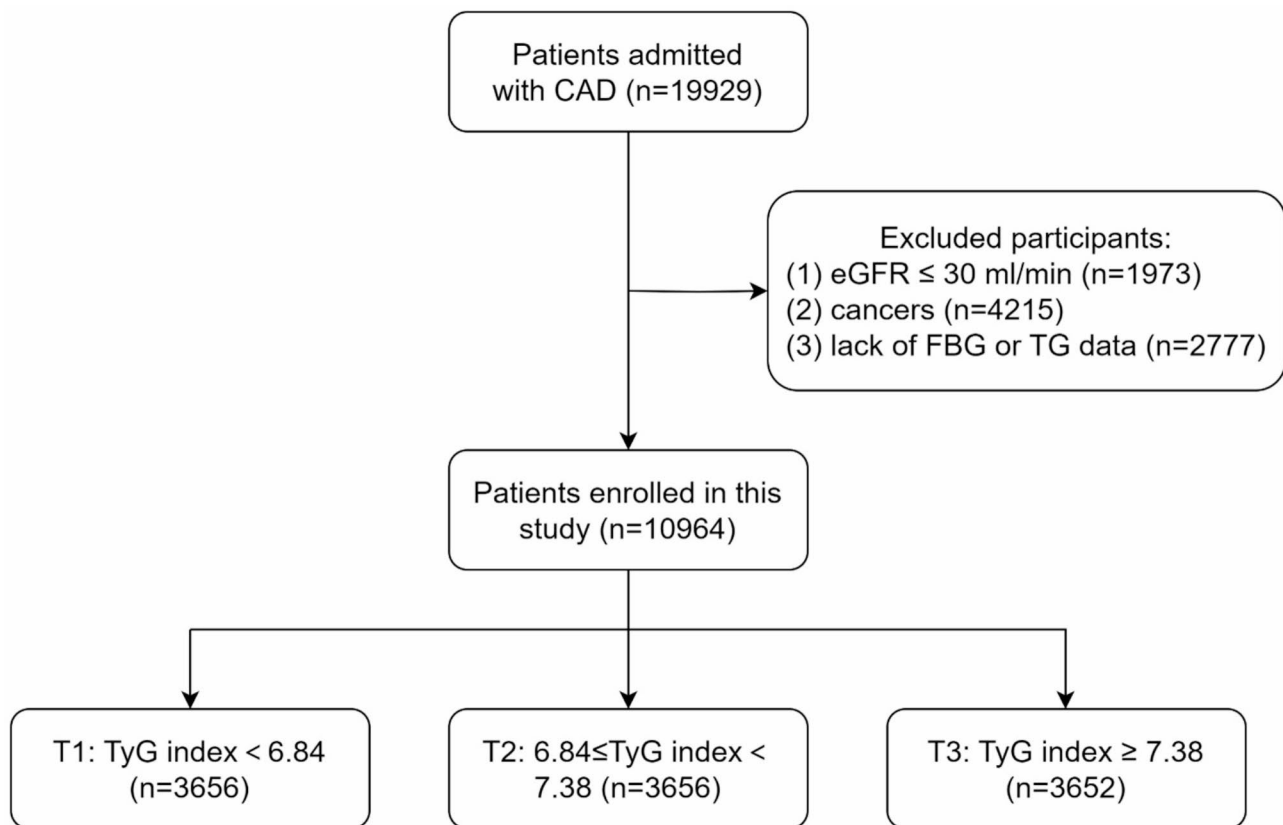 Patients admitted
with CAD (n=19929)
Excluded participants:
(1) eGFR ≤ 30 ml/min (n=1973)
(2) cancers (n=4215)
(3) lack of FBG or TG data (n=2777)
Patients enrolled in this
study (n=10964)
T1: TyG index < 6.84
(n=3656)
T2: 6.84≤TyG index <
7.38 (n=3656)
T3: TyG index ≥ 7.38
(n=3652)